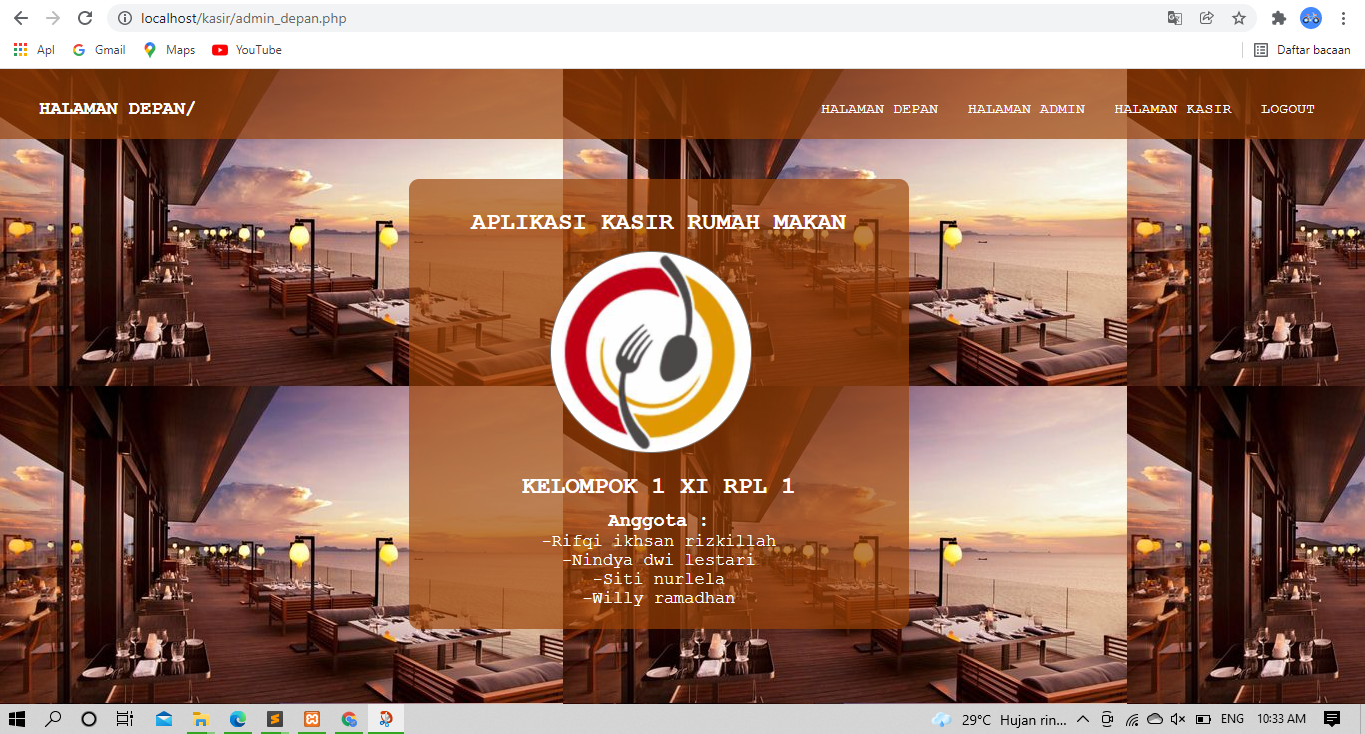 localhost/kasir/admin_depan.php
Apl Gmail Maps YouTube Daftar bacaan
HALAMAN DEPAN/ HALAMAN DEPAN HALAMAN ADMIN HALAMAN KASIR LOGOUT
APLIKASI KASIR RUMAH MAKAN
KELOMPOK 1 XI RPL 1
Anggota :
-Rifqi ikhsan rizkillah
-Nindya dwi lestari
-Siti nurlela
-Willy ramadhan
29°C Hujan rin... ENG 10:33 AM